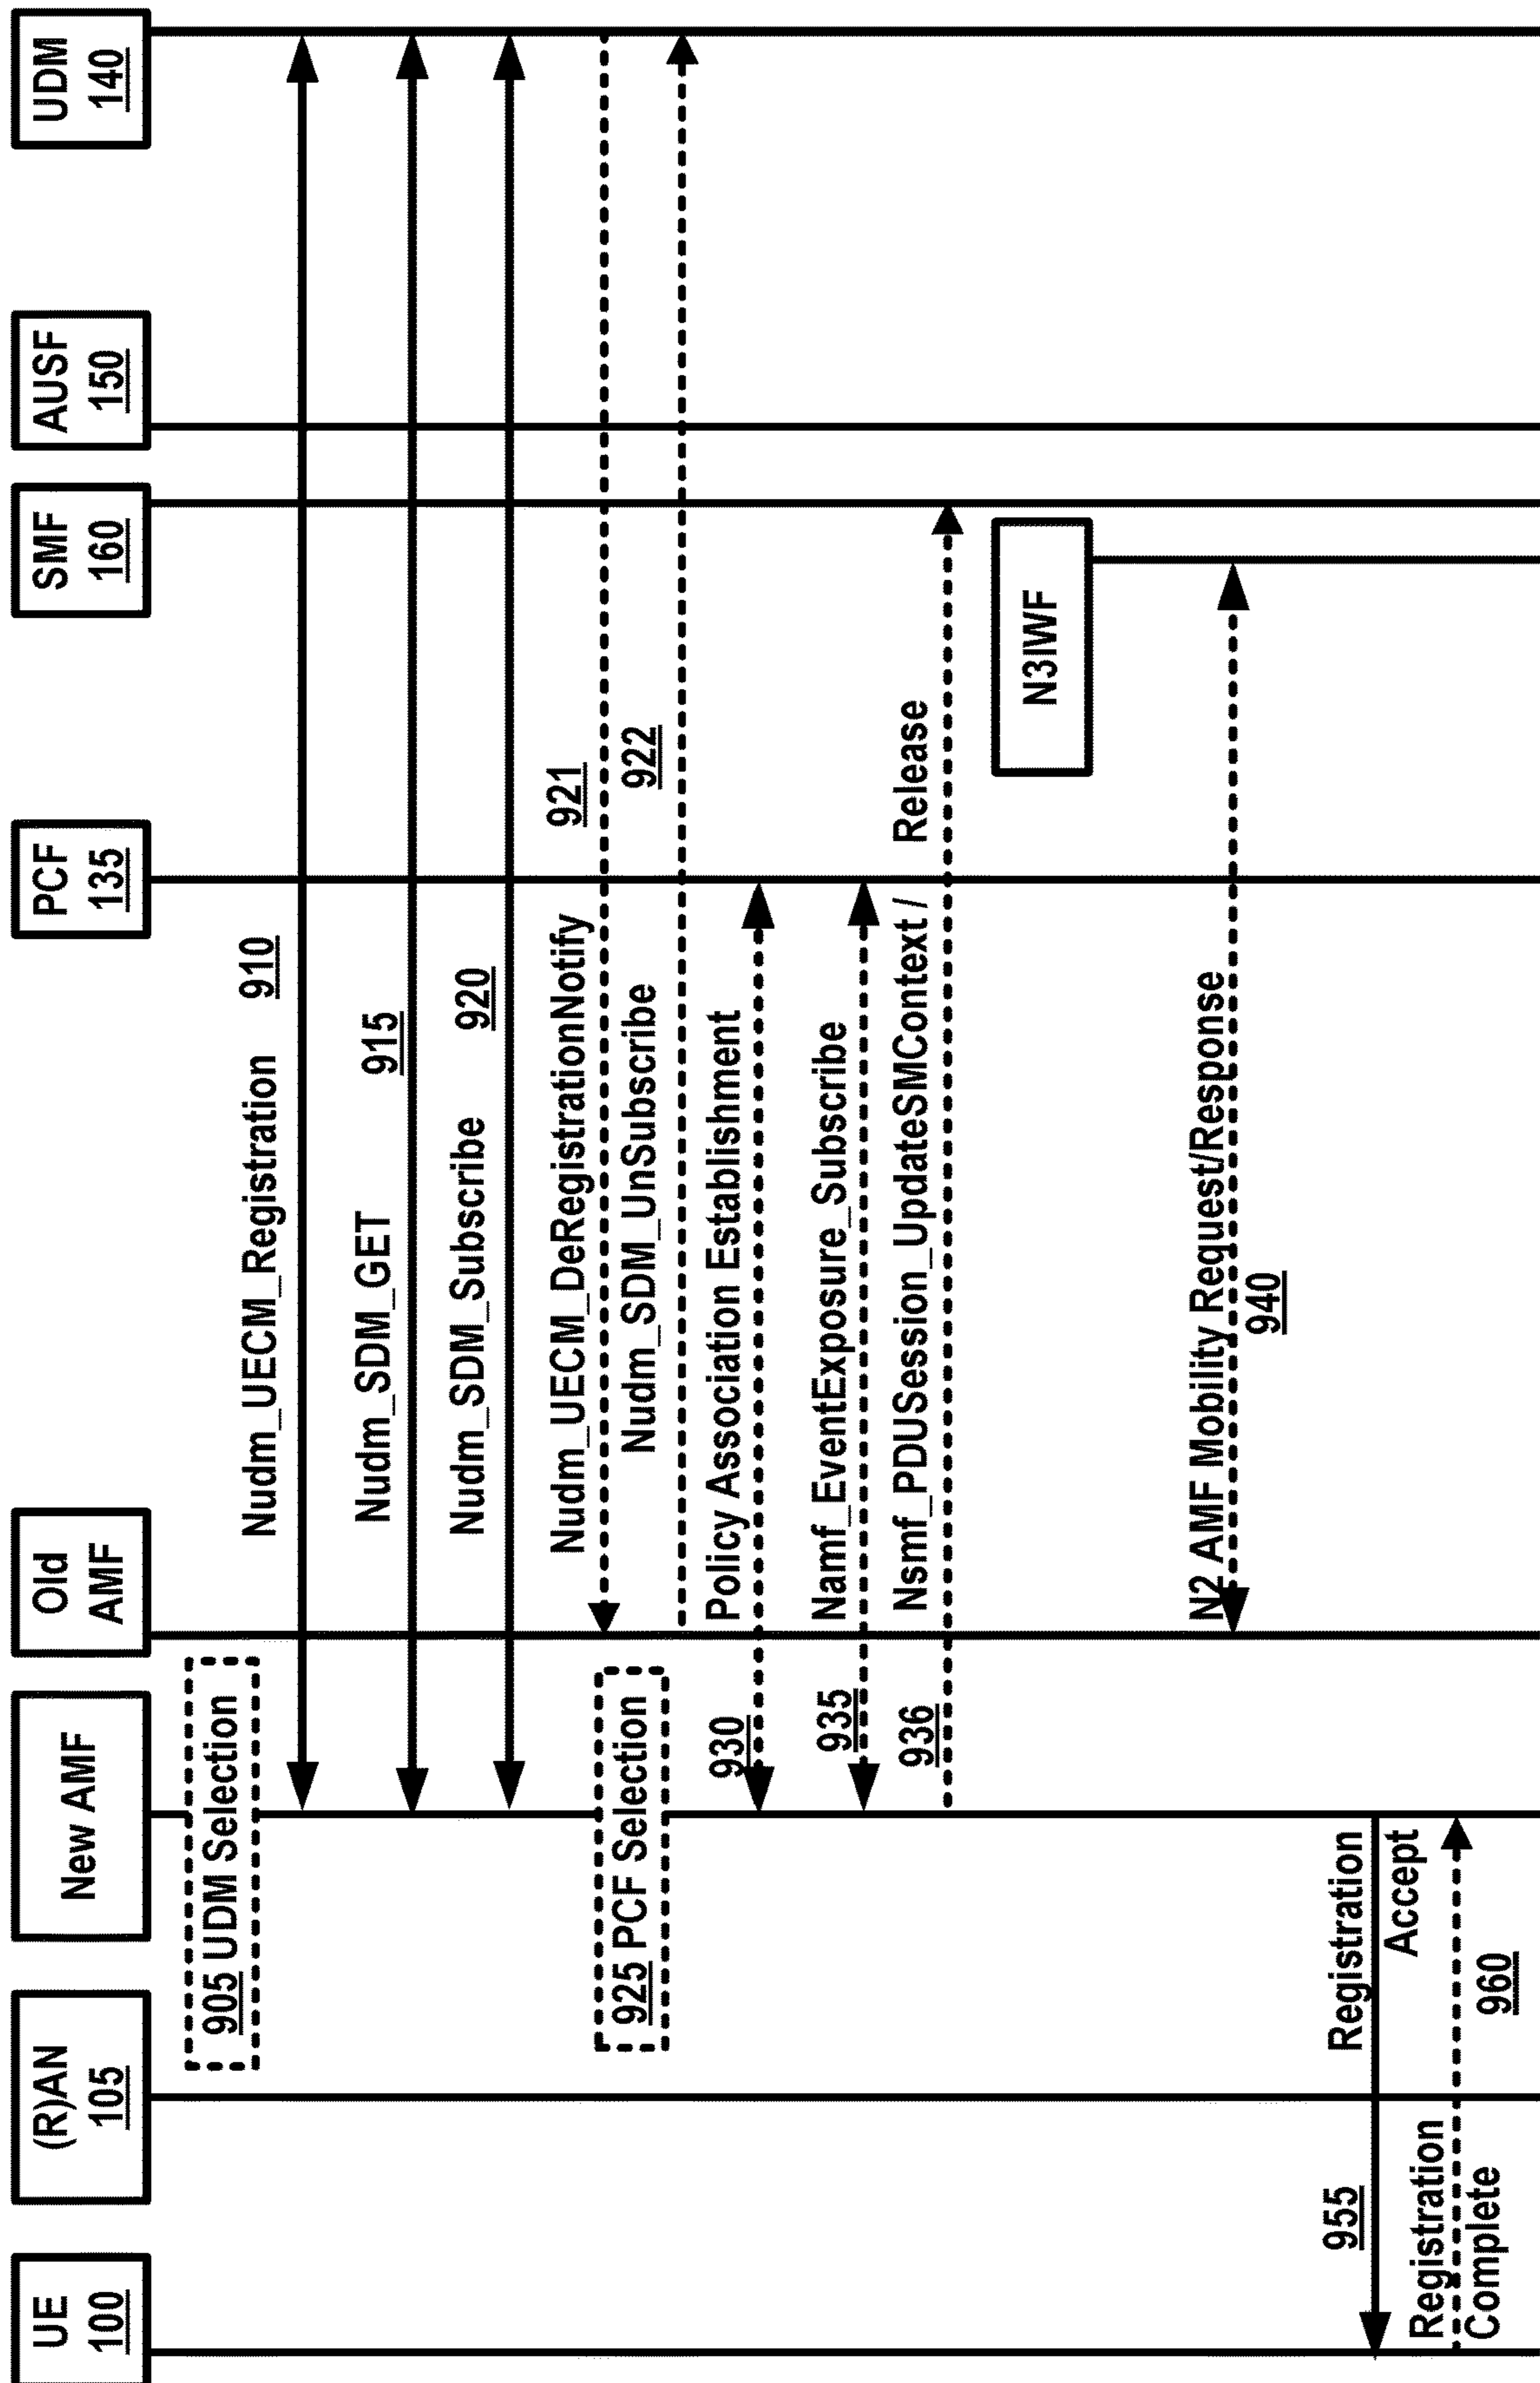 UE
100
(R)AN
105
New AMF
Old
AMF
PCF
135
SMF
160
AUSF
150
UDM
140
905 UDM Selection
Nudm_UECM_Registration 910
Nudm_SDM_GET 915
Nudm_SDM_Subscribe 920
Nudm_UECM_DeRegistrationNotify 921
925 PCF Selection
Nudm_SDM_UnSubscribe 922
930 Policy Association Establishment
935 Namf_EventExposure_Subscribe
936 Nsmf_PDUSession_UpdateSMContext / Release
N3IWF
N2 AMF Mobility Request/Response
940
955 Registration
Accept
Registration
Complete 960